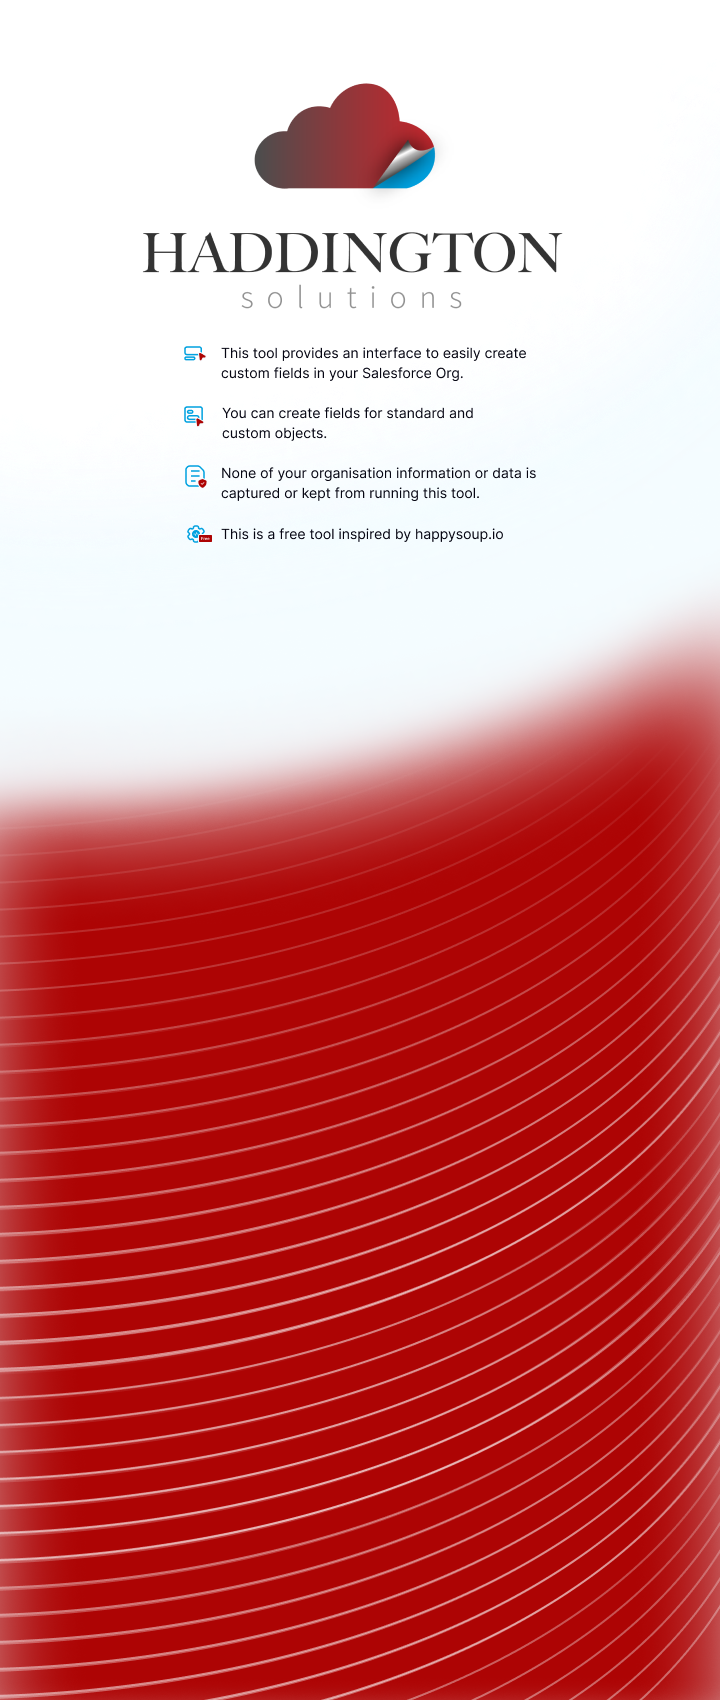 HADDINGTON
solutions
This tool provides an interface to easily create
custom fields in your Salesforce Org.
You can create fields for standard and
custom objects.
None of your organisation information or data is
captured or kept from running this tool.
Free
This is a free tool inspired by happysoup.io